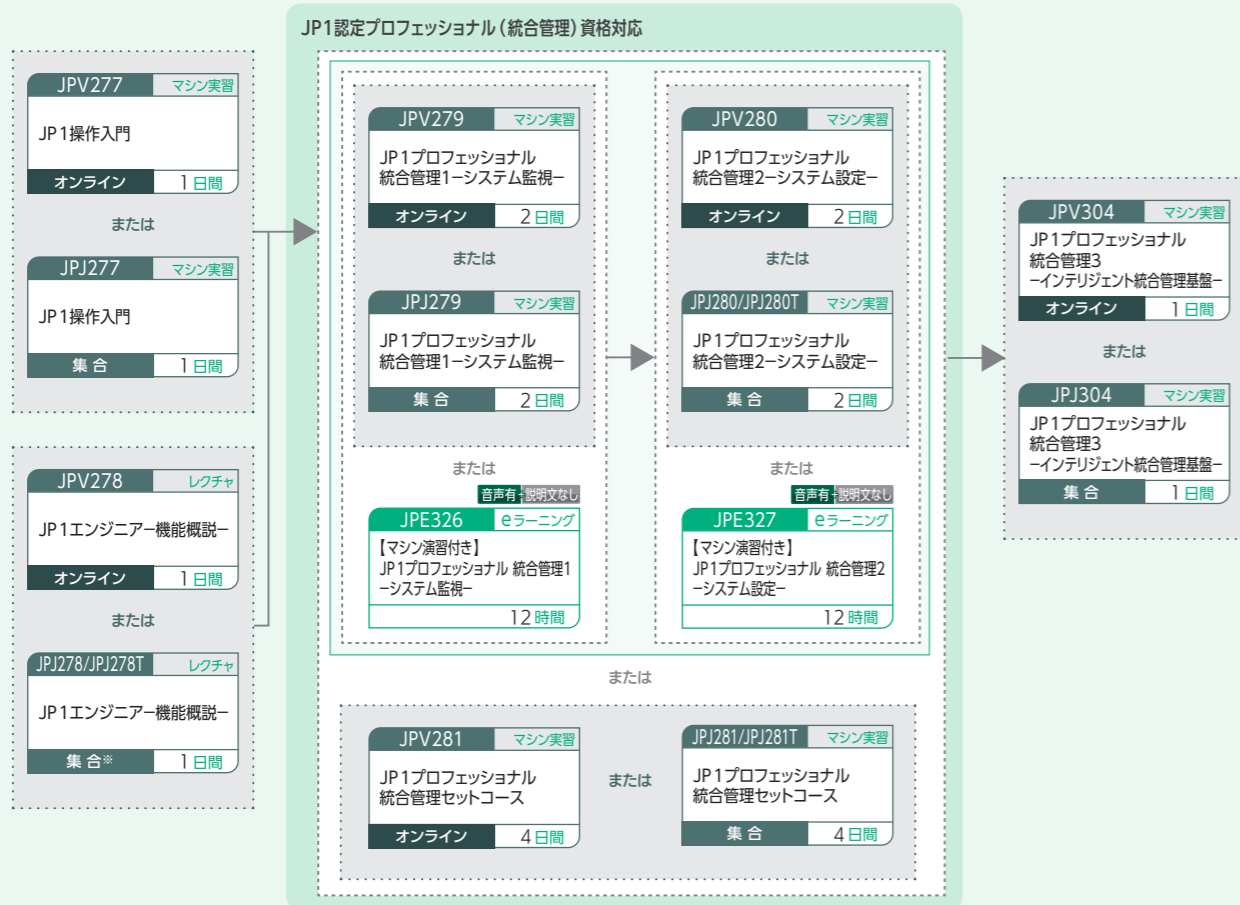 JP1認定プロフェッショナル（統合管理）資格対応
JPV277
マシン実習
JP1操作入門
オンライン
1日間
または
JPJ277
マシン実習
JP1操作入門
集合
1日間
JPV278
レクチャ
JP1エンジニアー機能概説ー
オンライン
1日間
または
JPJ278/JPJ278T
レクチャ
JP1エンジニアー機能概説ー
集合※
1日間
JPV279
マシン実習
JP1プロフェッショナル
統合管理1ーシステム監視ー
オンライン
2日間
または
JPJ279
マシン実習
JP1プロフェッショナル
統合管理1ーシステム監視ー
集合
2日間
または
音声有+説明文なし
JPE326
eラーニング
【マシン演習付き】
JP1プロフェッショナル 統合管理1
ーシステム監視ー
12時間
JPV280
マシン実習
JP1プロフェッショナル
統合管理2ーシステム設定ー
オンライン
2日間
または
JPJ280/JPJ280T
マシン実習
JP1プロフェッショナル
統合管理2ーシステム設定ー
集合
2日間
または
音声有+説明文なし
JPE327
eラーニング
【マシン演習付き】
JP1プロフェッショナル 統合管理2
ーシステム設定ー
12時間
または
JPV281
マシン実習
JP1プロフェッショナル
統合管理セットコース
オンライン
4日間
または
JPJ281/JPJ281T
マシン実習
JP1プロフェッショナル
統合管理セットコース
集合
4日間
JPV304
マシン実習
JP1プロフェッショナル
統合管理3
ーインテリジェント統合管理基盤ー
オンライン
1日間
または
JPJ304
マシン実習
JP1プロフェッショナル
統合管理3
ーインテリジェント統合管理基盤ー
集合
1日間